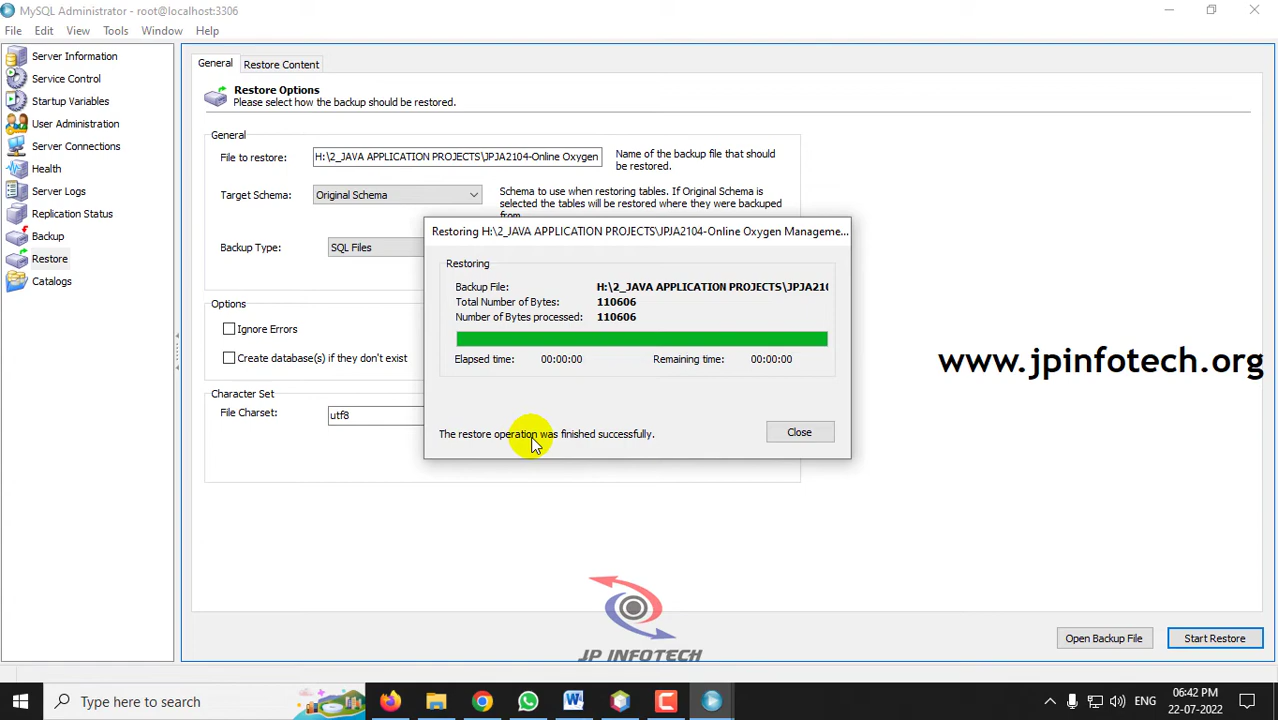 MySQL Administrator - root@localhost:3306
File Edit View Tools Window Help
Server Information
Service Control
Startup Variables
User Administration
Server Connections
Health
Server Logs
Replication Status
Backup
Restore
Catalogs
General Restore Content
Restore Options
Please select how the backup should be restored.
General
File to restore: H:\2_JAVA APPLICATION PROJECTS\JPJA2104-Online Oxygen
Name of the backup file that should
be restored.
Target Schema: Original Schema
Schema to use when restoring tables. If Original Schema is
selected the tables will be restored where they were backuped
from.
Backup Type: SQL Files
Options
Ignore Errors
Create database(s) if they don't exist
Character Set
File Charset: utf8
Restoring H:\2_JAVA APPLICATION PROJECTS\JPJA2104-Online Oxygen Manageme...
Restoring
Backup File: H:\2_JAVA APPLICATION PROJECTS\JPJA210
Total Number of Bytes: 110606
Number of Bytes processed: 110606
Elapsed time: 00:00:00 Remaining time: 00:00:00
The restore operation was finished successfully.
Close
www.jpinfotech.org
JP INFOTECH
Open Backup File Start Restore
Type here to search
ENG
06:42 PM
22-07-2022